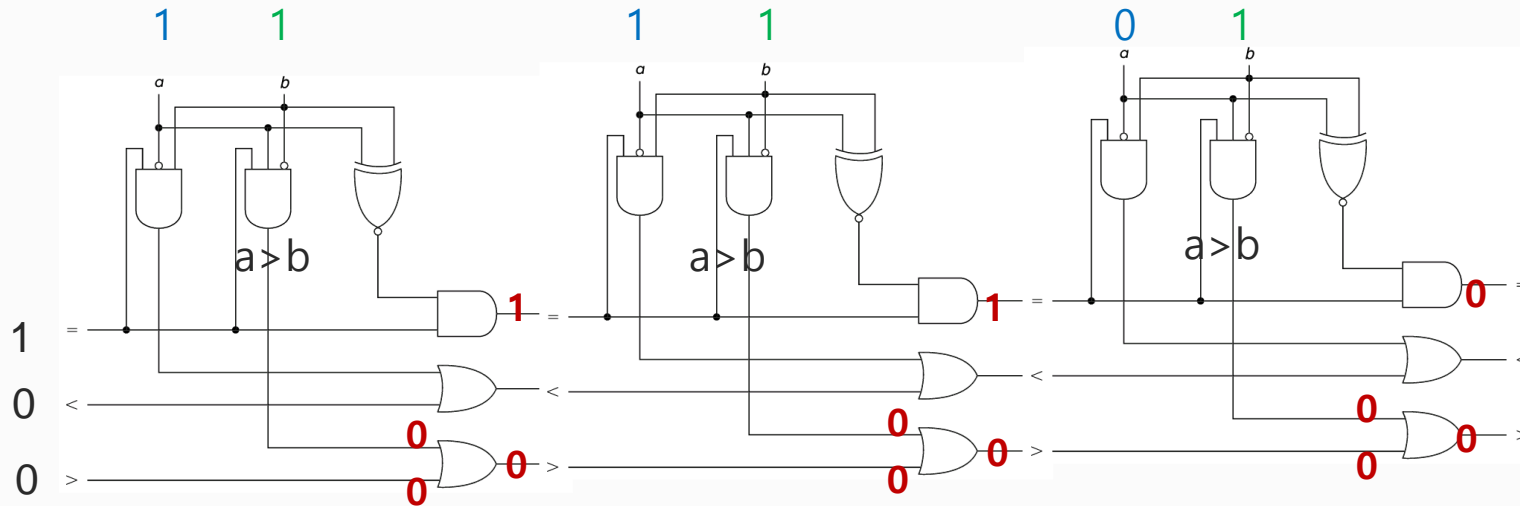 1 1 1 1 0 1
a b a b a b
a>b a>b a>b
1 = 1 = 1 = 0 =
0 < < < <
0 0 0
0 > 0 > 0 > 0 >
0 0 0